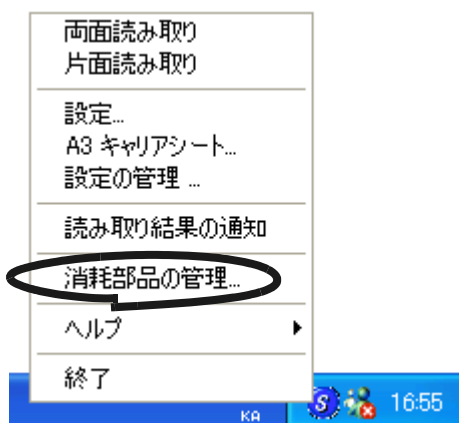 両面読み取り
片面読み取り
設定...
A3 キャリアシート...
設定の管理 ...
読み取り結果の通知
消耗部品の管理...
ヘルプ
終了
KA
S
16:55